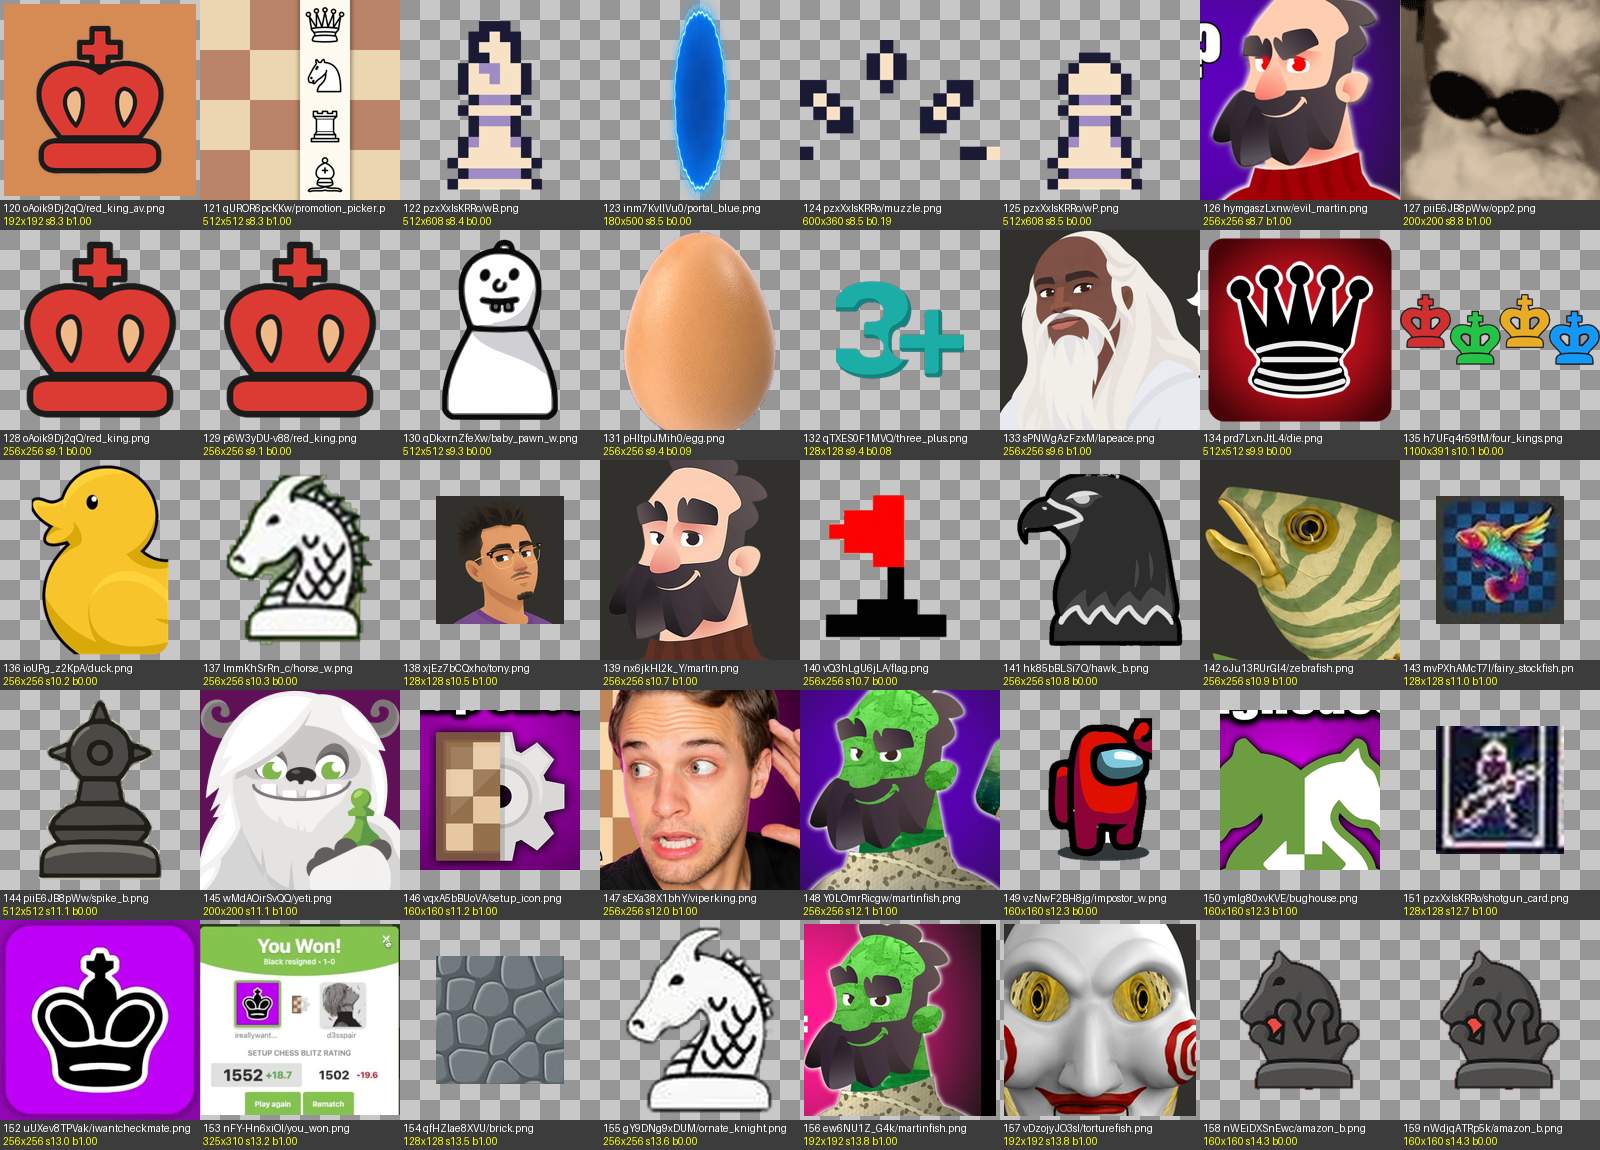 120 oAoik9Dj2qQ/red_king_av.png
192x192 s8.3 b1.00
121 qUROR6pcKKw/promotion_picker.p
512x512 s8.3 b1.00
122 pzxXxIsKRRo/wB.png
512x608 s8.4 b0.00
123 inm7KvIlVu0/portal_blue.png
180x500 s8.5 b0.00
124 pzxXxIsKRRo/muzzle.png
600x360 s8.5 b0.19
125 pzxXxIsKRRo/wP.png
512x608 s8.5 b0.00
126 hymgaszLxnw/evil_martin.png
256x256 s8.7 b1.00
127 piiE6JB8pWw/opp2.png
200x200 s8.8 b1.00
3+
128 oAoik9Dj2qQ/red_king.png
256x256 s9.1 b0.00
129 p6W3yDU-v88/red_king.png
256x256 s9.1 b0.00
130 qDkxrnZfeXw/baby_pawn_w.png
512x512 s9.3 b0.00
131 pHItpIJMih0/egg.png
256x256 s9.4 b0.09
132 qTXES0F1MVQ/three_plus.png
128x128 s9.4 b0.08
133 sPNWgAzFzxM/lapeace.png
256x256 s9.6 b1.00
134 prd7LxnJtL4/die.png
512x512 s9.9 b0.00
135 h7UFq4r59tM/four_kings.png
1100x391 s10.1 b0.00
136 ioUPg_z2KpA/duck.png
256x256 s10.2 b0.00
137 lmmKhSrRn_c/horse_w.png
256x256 s10.3 b0.00
138 xjEz7bCQxho/tony.png
128x128 s10.5 b1.00
139 nx6jkHl2k_Y/martin.png
256x256 s10.7 b1.00
140 vQ3hLgU6jLA/flag.png
256x256 s10.7 b0.00
141 hk85bBLSi7Q/hawk_b.png
256x256 s10.8 b0.00
142 oJu13RUrGI4/zebrafish.png
256x256 s10.9 b1.00
143 mvPXhAMcT7I/fairy_stockfish.pn
128x128 s11.0 b1.00
144 piiE6JB8pWw/spike_b.png
512x512 s11.1 b0.00
145 wMdAOirSvQQ/yeti.png
200x200 s11.1 b1.00
146 vqxA5bBUoVA/setup_icon.png
160x160 s11.2 b1.00
147 sEXa38X1bhY/viperking.png
256x256 s12.0 b1.00
148 Y0LOmrRicgw/martinfish.png
256x256 s12.1 b1.00
149 vzNwF2BH8jg/impostor_w.png
160x160 s12.3 b0.00
150 ymlg80xvKVE/bughouse.png
160x160 s12.3 b1.00
151 pzxXxIsKRRo/shotgun_card.png
128x128 s12.7 b1.00
You Won!
Black resigned • 1-0
ireallywant...
d3sspair
SETUP CHESS BLITZ RATING
1552 +18.7
1502 -19.6
Play again
Rematch
152 uUXev8TPVak/iwantcheckmate.png
256x256 s13.0 b1.00
153 nFY-Hn6xiOI/you_won.png
325x310 s13.2 b1.00
154 qfHZIae8XVU/brick.png
128x128 s13.5 b1.00
155 gY9DNg9xDUM/ornate_knight.png
256x256 s13.6 b0.00
156 ew6NU1Z_G4k/martinfish.png
192x192 s13.8 b1.00
157 vDzojyJO3sI/torturefish.png
192x192 s13.8 b1.00
158 nWEiDXSnEwc/amazon_b.png
160x160 s14.3 b0.00
159 nWdjqATRp5k/amazon_b.png
160x160 s14.3 b0.00